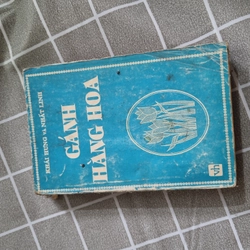 KHÁI HƯNG VÀ NHẤT LINH
GÁNH
HÀNG HOA